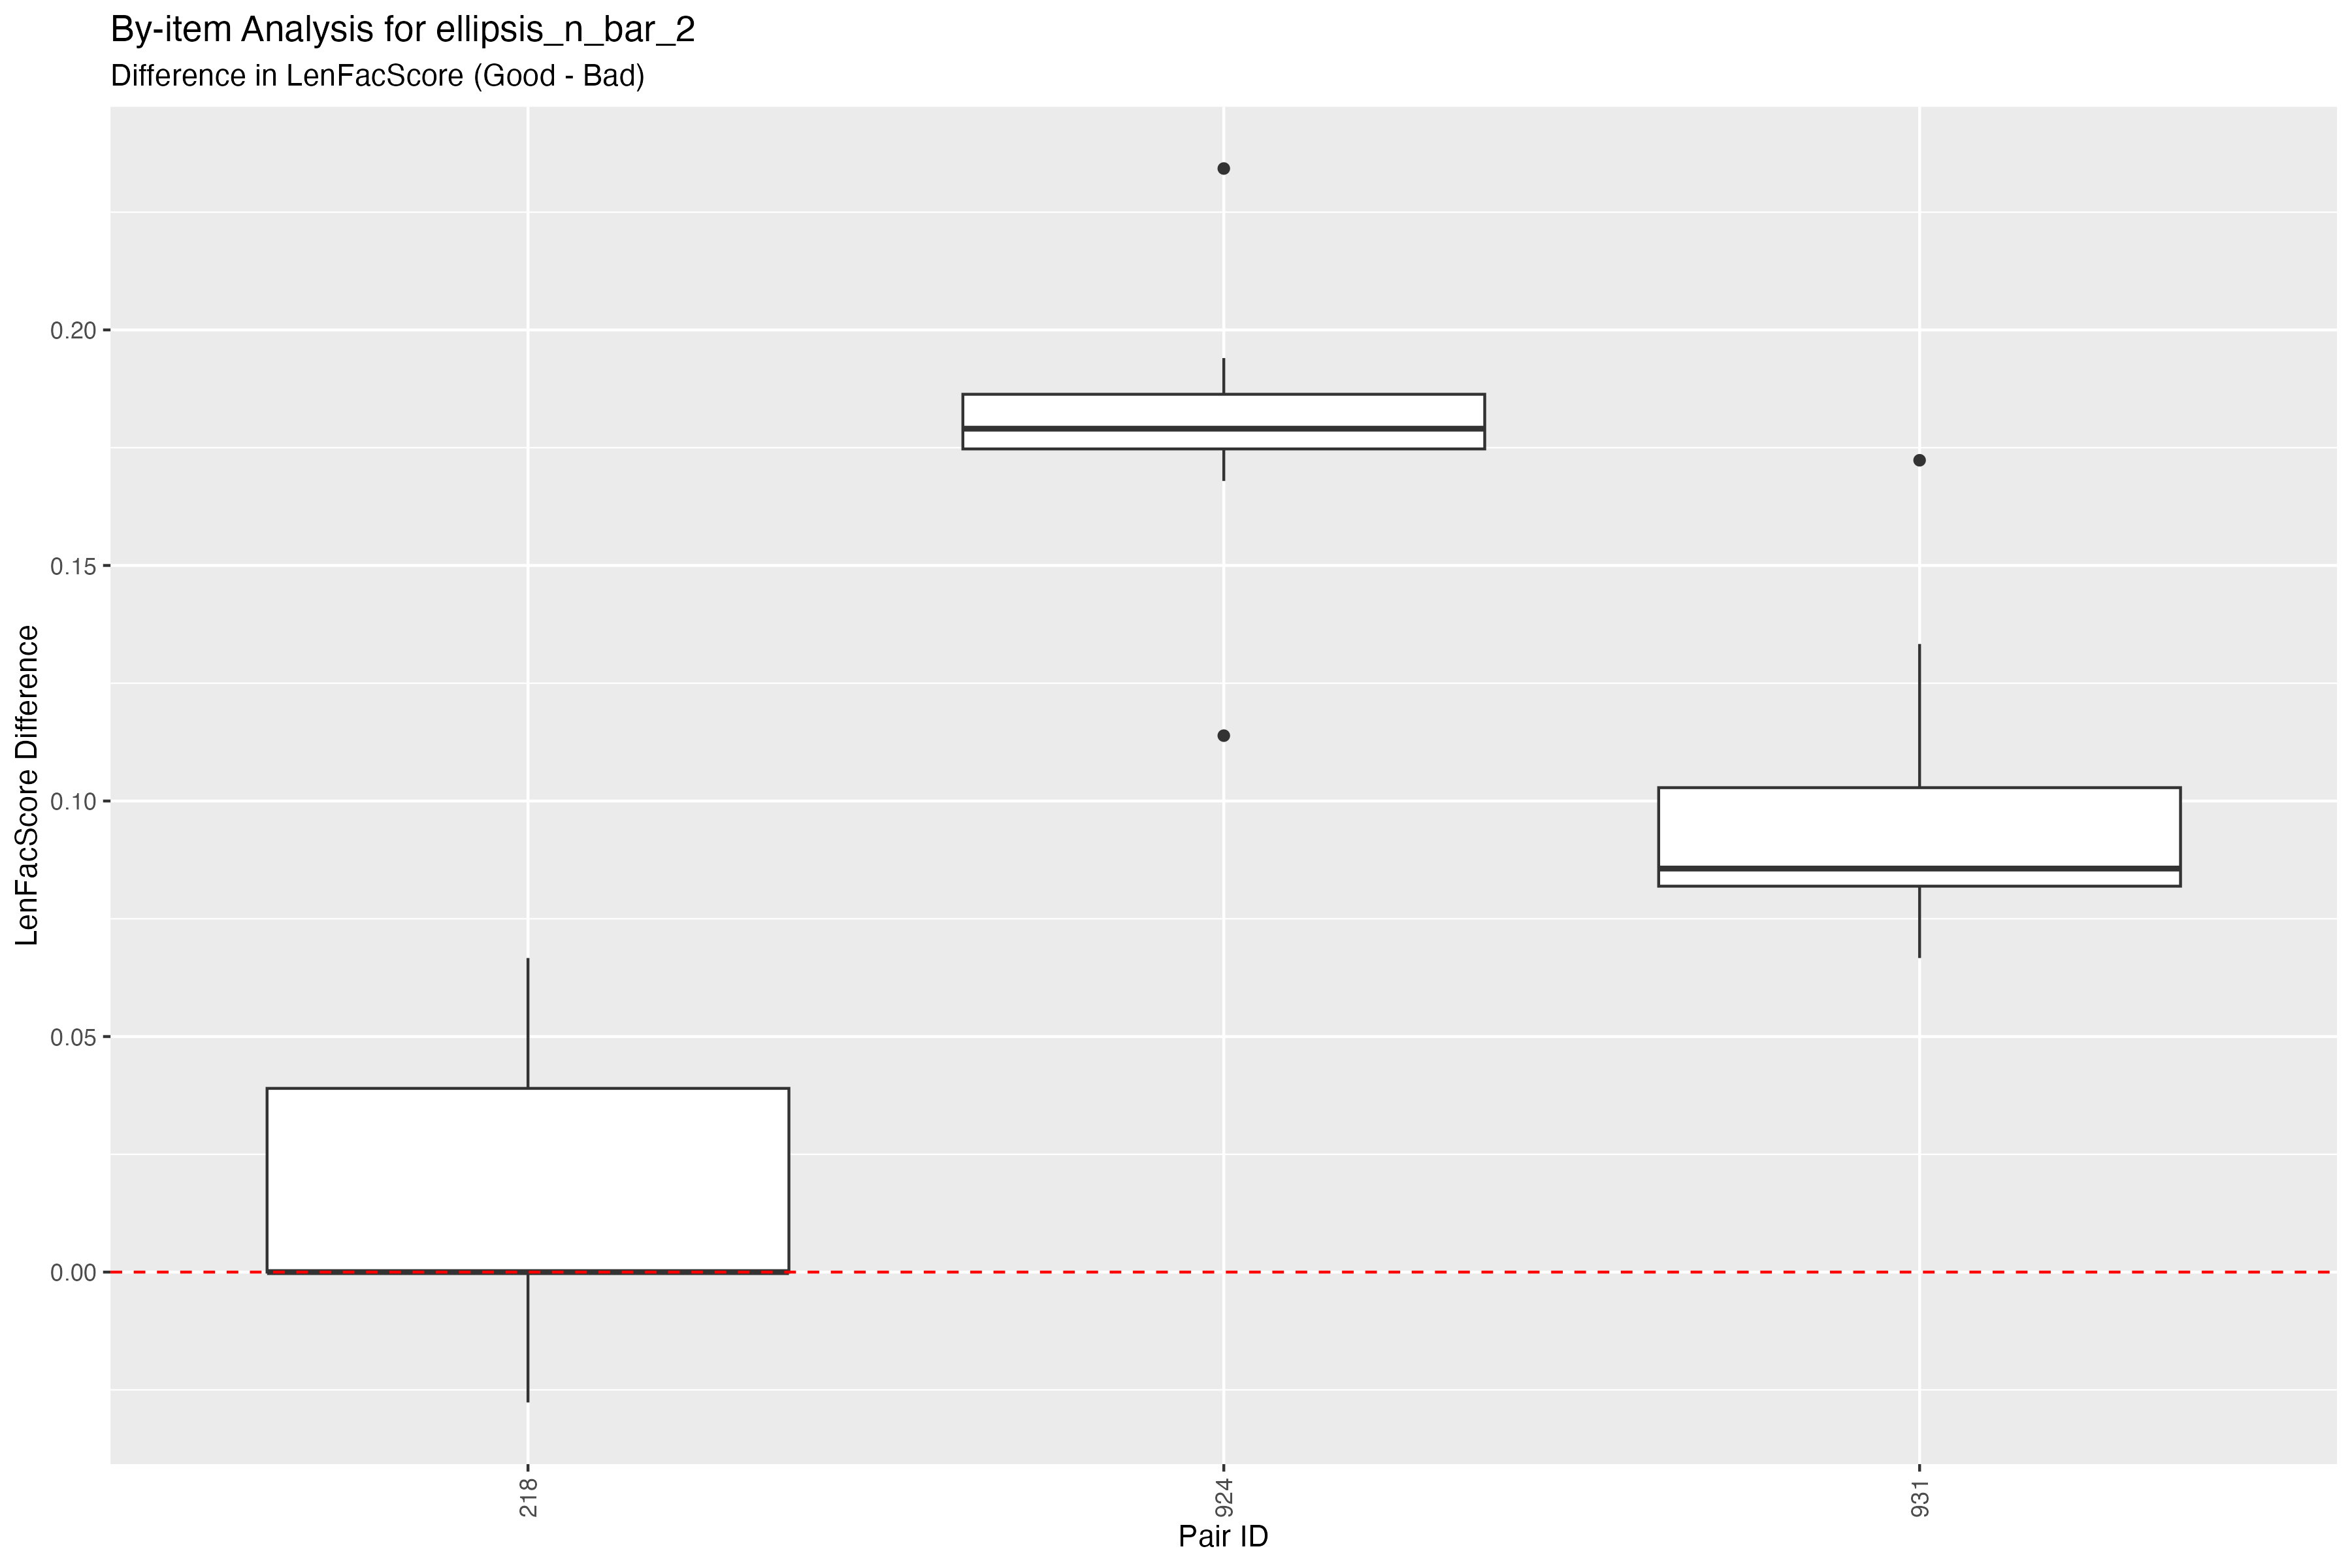 By-item Analysis for ellipsis_n_bar_2
Difference in LenFacScore (Good - Bad)
LenFacScore Difference
0.20
0.15
0.10
0.05
0.00
218
924
931
Pair ID